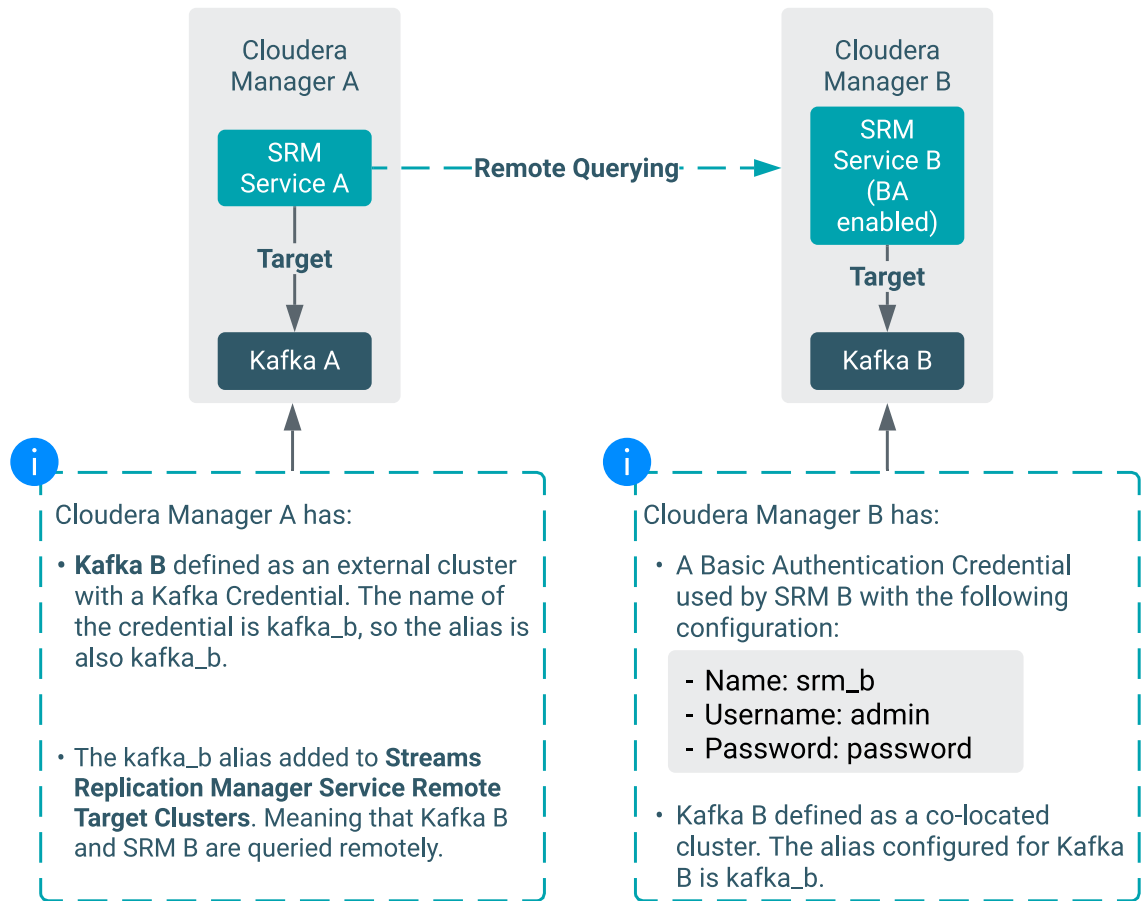 Cloudera
Manager A
SRM
Service A
Target
Kafka A
Remote Querying
Cloudera
Manager B
SRM
Service B
(BA
enabled)
Target
Kafka B
i
Cloudera Manager A has:
• Kafka B defined as an external cluster
with a Kafka Credential. The name of
the credential is kafka_b, so the alias is
also kafka_b.
• The kafka_b alias added to Streams
Replication Manager Service Remote
Target Clusters. Meaning that Kafka B
and SRM B are queried remotely.
i
Cloudera Manager B has:
• A Basic Authentication Credential
used by SRM B with the following
configuration:
- Name: srm_b
- Username: admin
- Password: password
• Kafka B defined as a co-located
cluster. The alias configured for Kafka
B is kafka_b.